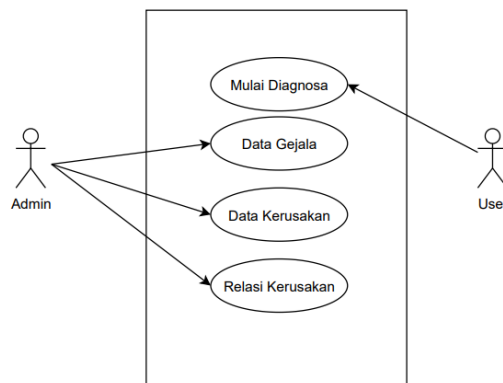 Mulai Diagnosa
Data Gejala
Admin
User
Data Kerusakan
Relasi Kerusakan